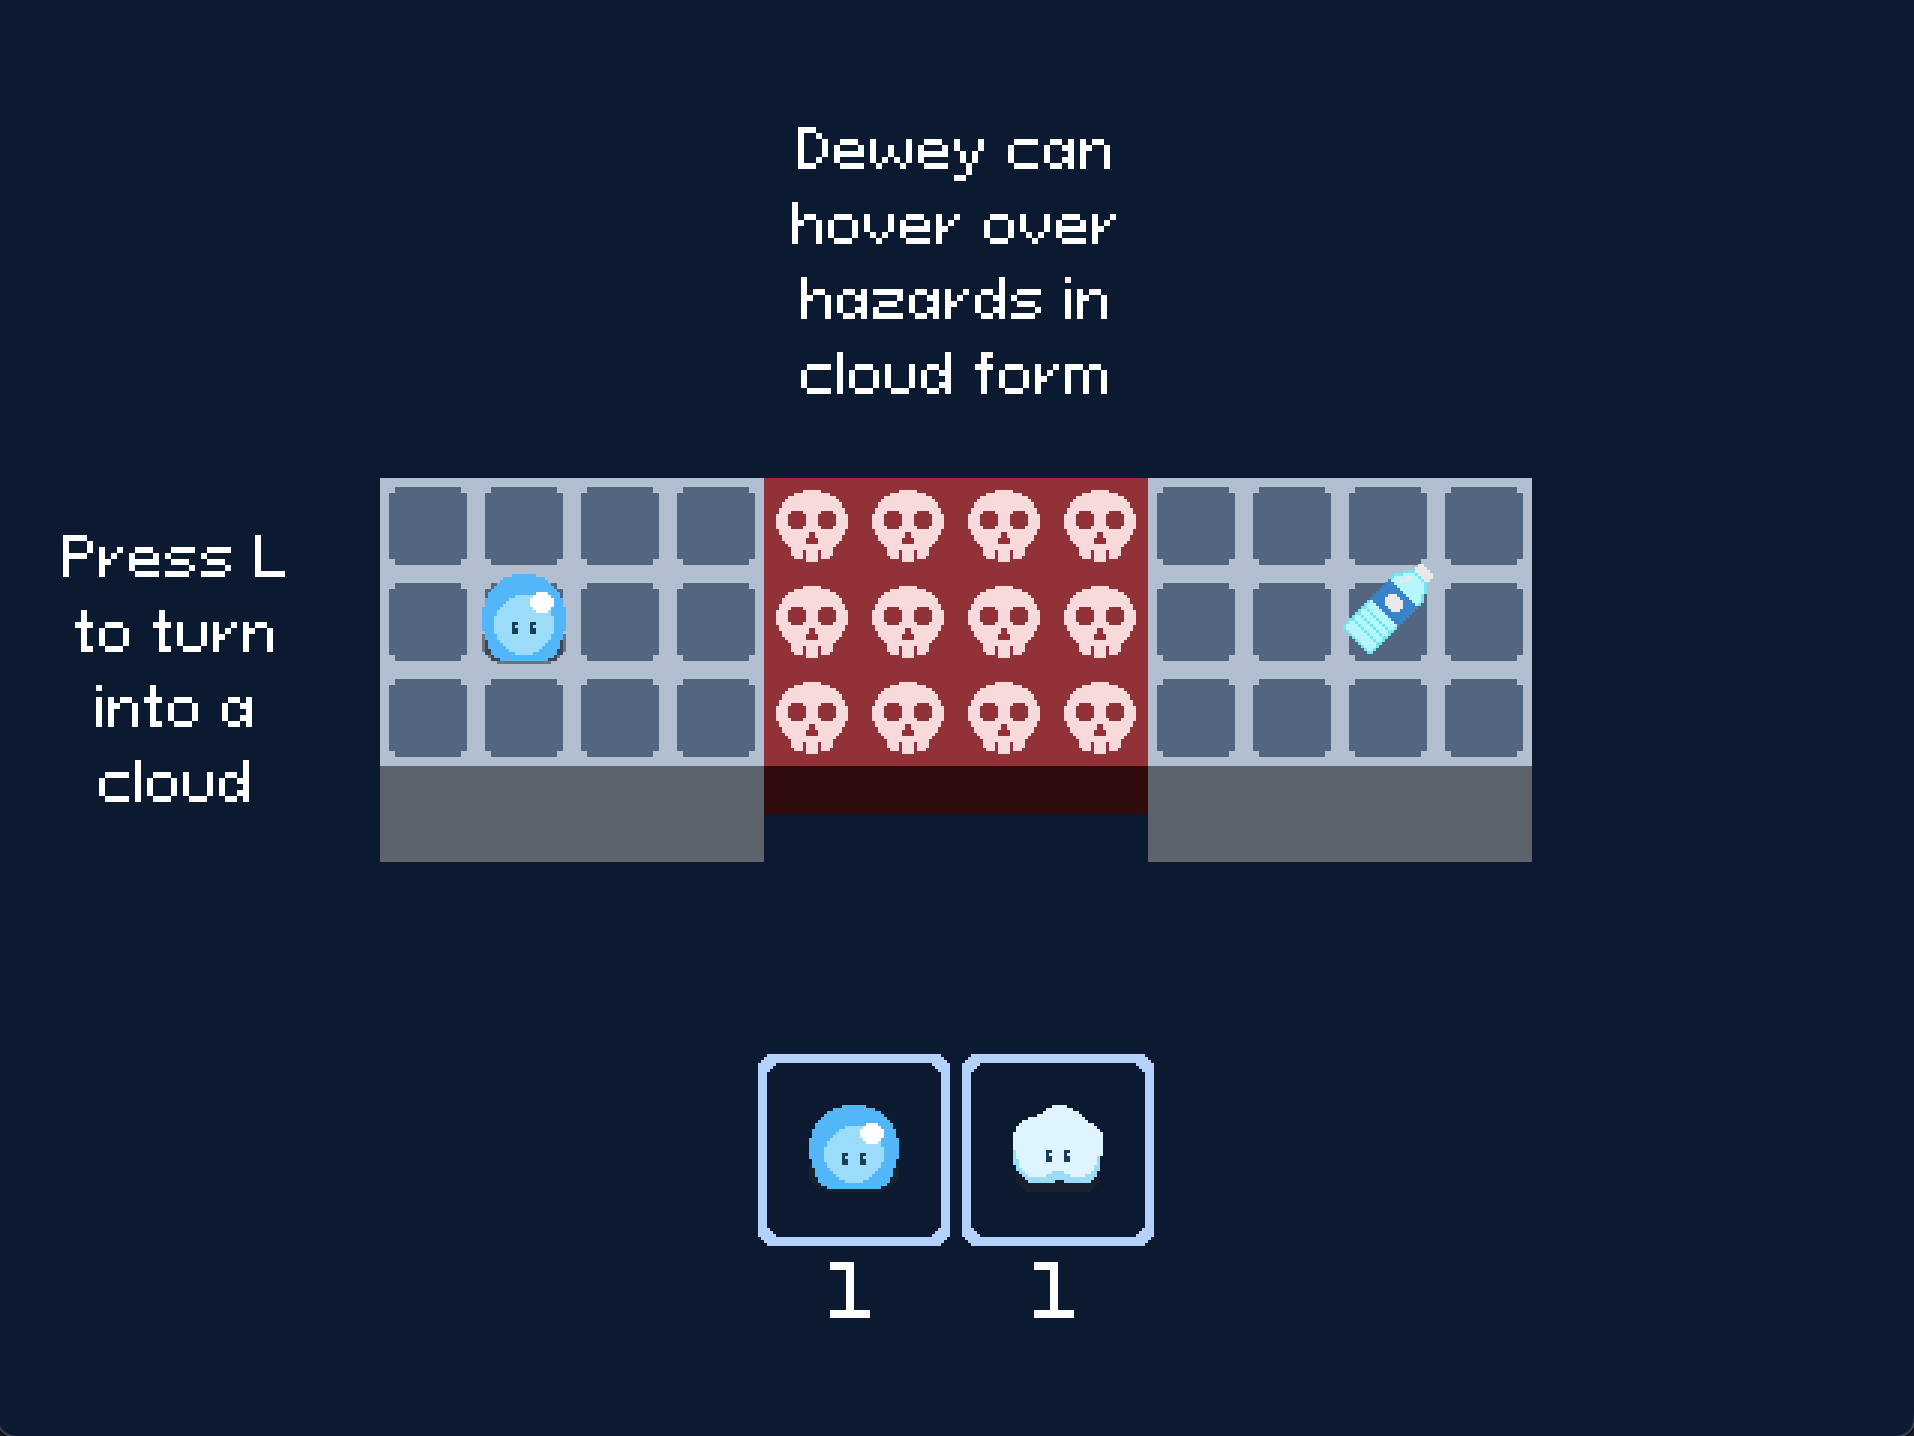 Dewey can
hover over
hazards in
cloud form
Press L
to turn
into a
cloud
1 1